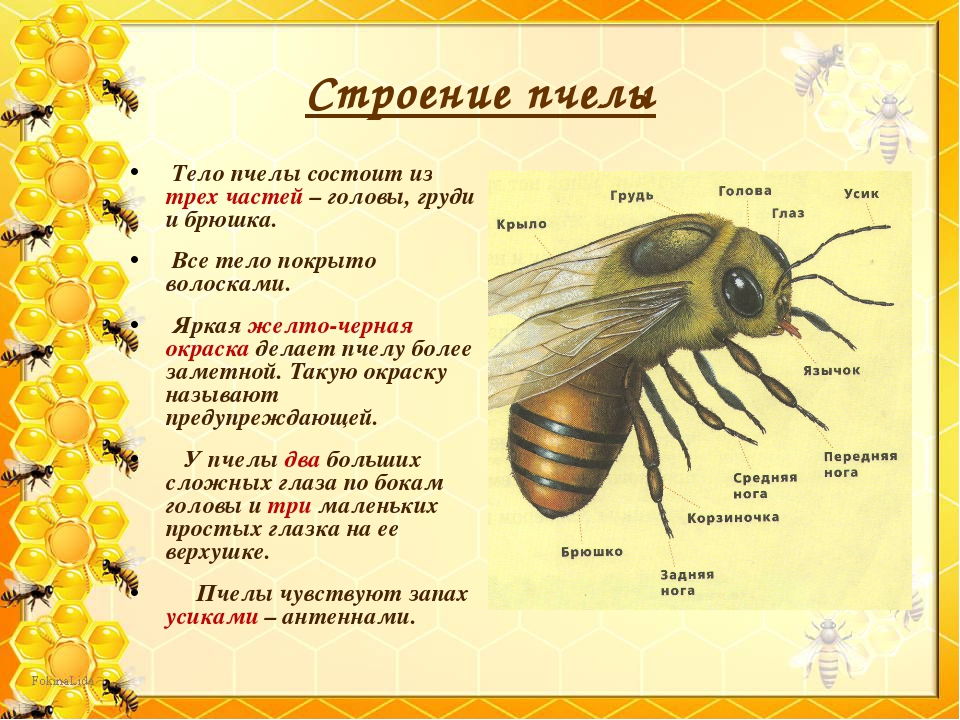 Строение пчелы
• Тело пчелы состоит из
трех частей – головы, груди
и брюшка.
• Все тело покрыто
волосками.
• Яркая желто-черная
окраска делает пчелу более
заметной. Такую окраску
называют
предупреждающей.
• У пчелы два больших
сложных глаза по бокам
головы и три маленьких
простых глазка на ее
верхушке.
• Пчелы чувствуют запах
усиками – антеннами.
Крыло
Грудь
Голова
Глаз
Усик
Язычок
Передняя
нога
Средняя
нога
Корзиночка
Брюшко
Задняя
нога
FokinaLida